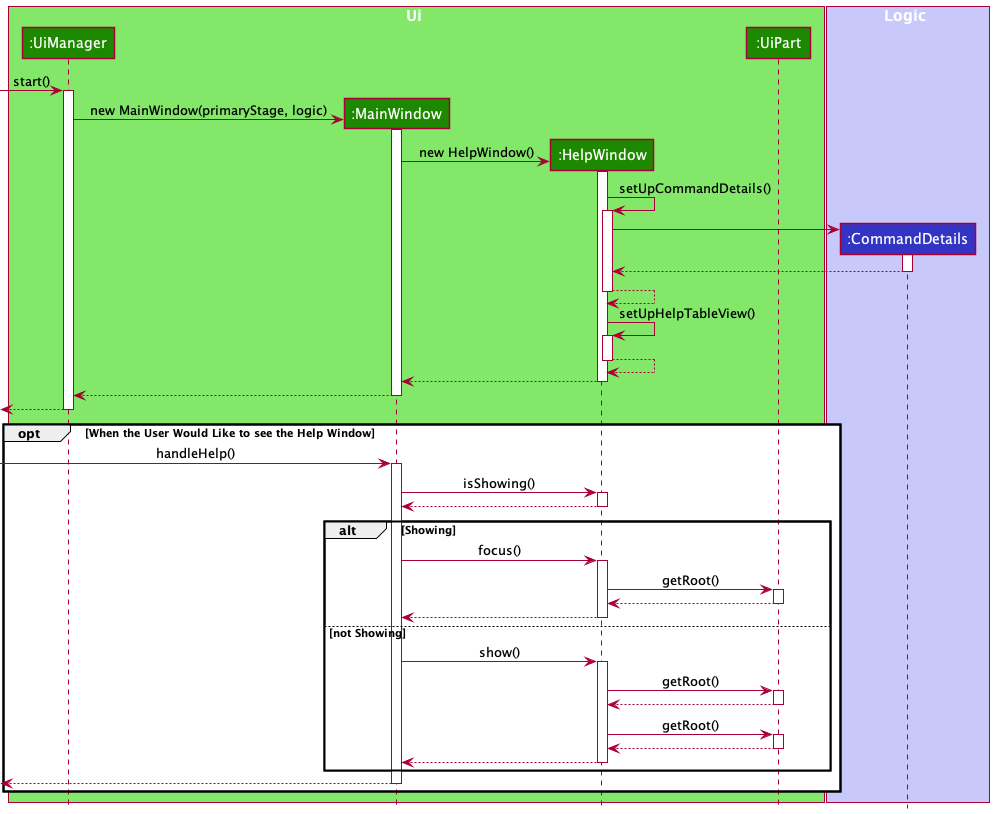 Ui
Logic
:UiManager
:UiPart
start()
new MainWindow(primaryStage, logic)
:MainWindow
new HelpWindow()
:HelpWindow
setUpCommandDetails()
:CommandDetails
setUpHelpTableView()
opt
[When the User Would Like to see the Help Window]
handleHelp()
isShowing()
alt
[Showing]
focus()
getRoot()
[not Showing]
show()
getRoot()
getRoot()